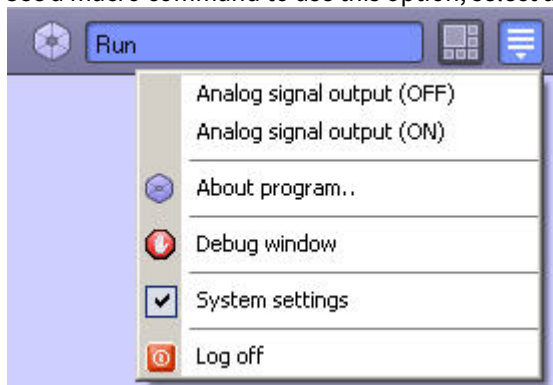 Run
Analog signal output (OFF)
Analog signal output (ON)
About program..
Debug window
System settings
Log off